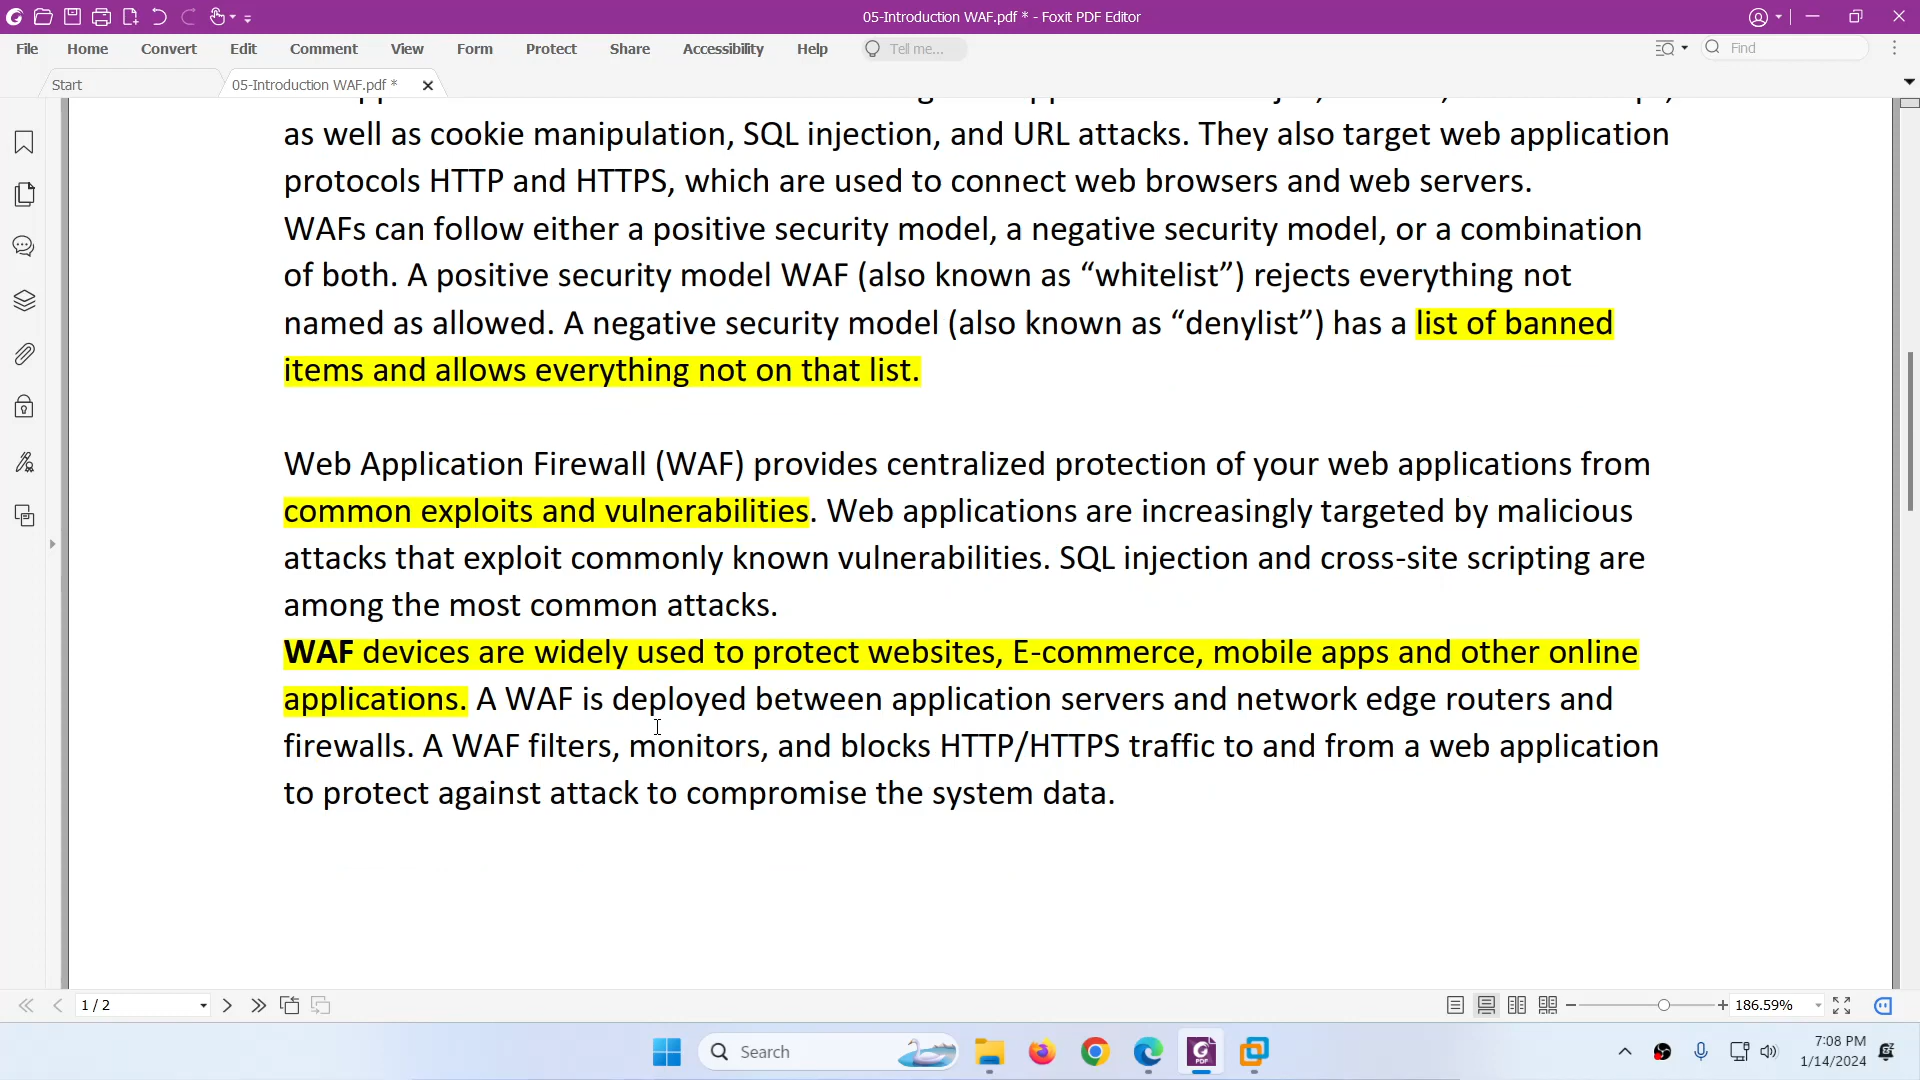 05-Introduction WAF.pdf * - Foxit PDF Editor
File Home Convert Edit Comment View Form Protect Share Accessibility Help Tell me... Find
Start 05-Introduction WAF.pdf *
as well as cookie manipulation, SQL injection, and URL attacks. They also target web application
protocols HTTP and HTTPS, which are used to connect web browsers and web servers.
WAFs can follow either a positive security model, a negative security model, or a combination
of both. A positive security model WAF (also known as “whitelist”) rejects everything not
named as allowed. A negative security model (also known as “denylist”) has a list of banned
items and allows everything not on that list.
Web Application Firewall (WAF) provides centralized protection of your web applications from
common exploits and vulnerabilities. Web applications are increasingly targeted by malicious
attacks that exploit commonly known vulnerabilities. SQL injection and cross-site scripting are
among the most common attacks.
WAF devices are widely used to protect websites, E-commerce, mobile apps and other online
applications. A WAF is deployed between application servers and network edge routers and
firewalls. A WAF filters, monitors, and blocks HTTP/HTTPS traffic to and from a web application
to protect against attack to compromise the system data.
1 / 2 186.59%
Search 7:08 PM
1/14/2024